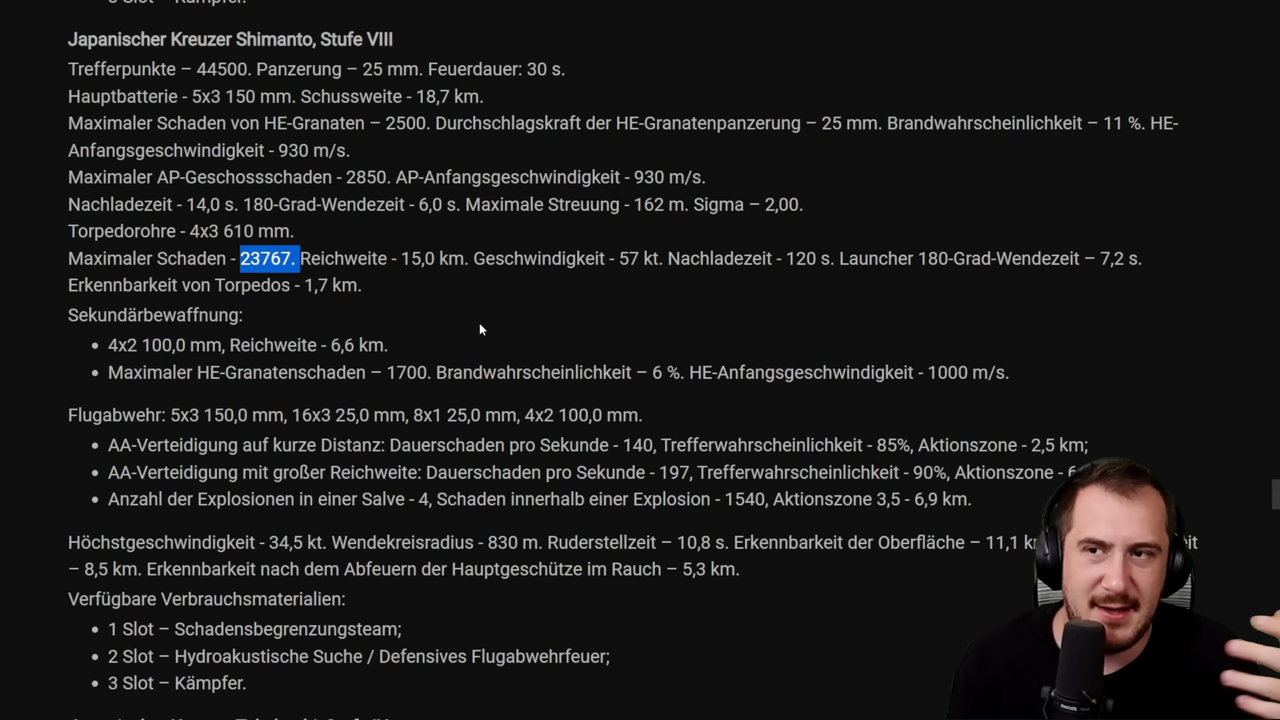 Japanischer Kreuzer Shimanto, Stufe VIII
Trefferpunkte – 44500. Panzerung – 25 mm. Feuerdauer: 30 s.
Hauptbatterie - 5x3 150 mm. Schussweite - 18,7 km.
Maximaler Schaden von HE-Granaten – 2500. Durchschlagskraft der HE-Granatenpanzerung – 25 mm. Brandwahrscheinlichkeit – 11 %. HE-
Anfangsgeschwindigkeit - 930 m/s.
Maximaler AP-Geschossschaden - 2850. AP-Anfangsgeschwindigkeit - 930 m/s.
Nachladezeit - 14,0 s. 180-Grad-Wendezeit - 6,0 s. Maximale Streuung - 162 m. Sigma – 2,00.
Torpedorohre - 4x3 610 mm.
Maximaler Schaden - 23767. Reichweite - 15,0 km. Geschwindigkeit - 57 kt. Nachladezeit - 120 s. Launcher 180-Grad-Wendezeit – 7,2 s.
Erkennbarkeit von Torpedos - 1,7 km.
Sekundärbewaffnung:
• 4x2 100,0 mm, Reichweite - 6,6 km.
• Maximaler HE-Granatenschaden – 1700. Brandwahrscheinlichkeit – 6 %. HE-Anfangsgeschwindigkeit - 1000 m/s.
Flugabwehr: 5x3 150,0 mm, 16x3 25,0 mm, 8x1 25,0 mm, 4x2 100,0 mm.
• AA-Verteidigung auf kurze Distanz: Dauerschaden pro Sekunde - 140, Trefferwahrscheinlichkeit - 85%, Aktionszone - 2,5 km;
• AA-Verteidigung mit großer Reichweite: Dauerschaden pro Sekunde - 197, Trefferwahrscheinlichkeit - 90%, Aktionszone - 6
• Anzahl der Explosionen in einer Salve - 4, Schaden innerhalb einer Explosion - 1540, Aktionszone 3,5 - 6,9 km.
Höchstgeschwindigkeit - 34,5 kt. Wendekreisradius - 830 m. Ruderstellzeit – 10,8 s. Erkennbarkeit der Oberfläche – 11,1
– 8,5 km. Erkennbarkeit nach dem Abfeuern der Hauptgeschütze im Rauch – 5,3 km.
Verfügbare Verbrauchsmaterialien:
• 1 Slot – Schadensbegrenzungsteam;
• 2 Slot – Hydroakustische Suche / Defensives Flugabwehrfeuer;
• 3 Slot – Kämpfer.